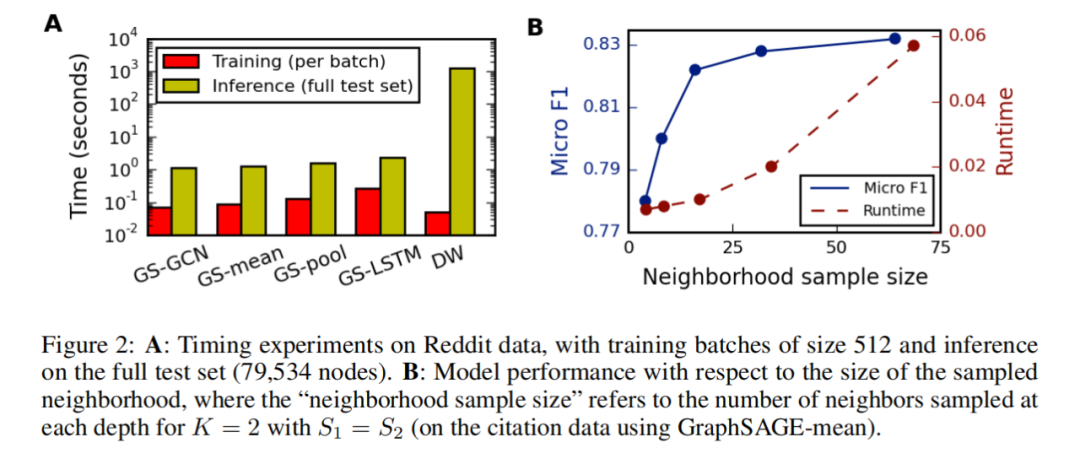 A
10^4
10^3
10^2
10^1
10^0
10^-1
10^-2
Time (seconds)
Training (per batch)
Inference (full test set)
GS-GCN
GS-mean
GS-pool
GS-LSTM
DW
B
0.83
0.81
0.79
0.77
Micro F1
0.06
0.04
0.02
0.00
Runtime
Micro F1
Runtime
0
25
50
75
Neighborhood sample size
Figure 2: A: Timing experiments on Reddit data, with training batches of size 512 and inference
on the full test set (79,534 nodes). B: Model performance with respect to the size of the sampled
neighborhood, where the “neighborhood sample size” refers to the number of neighbors sampled at
each depth for K = 2 with S₁ = S₂ (on the citation data using GraphSAGE-mean).